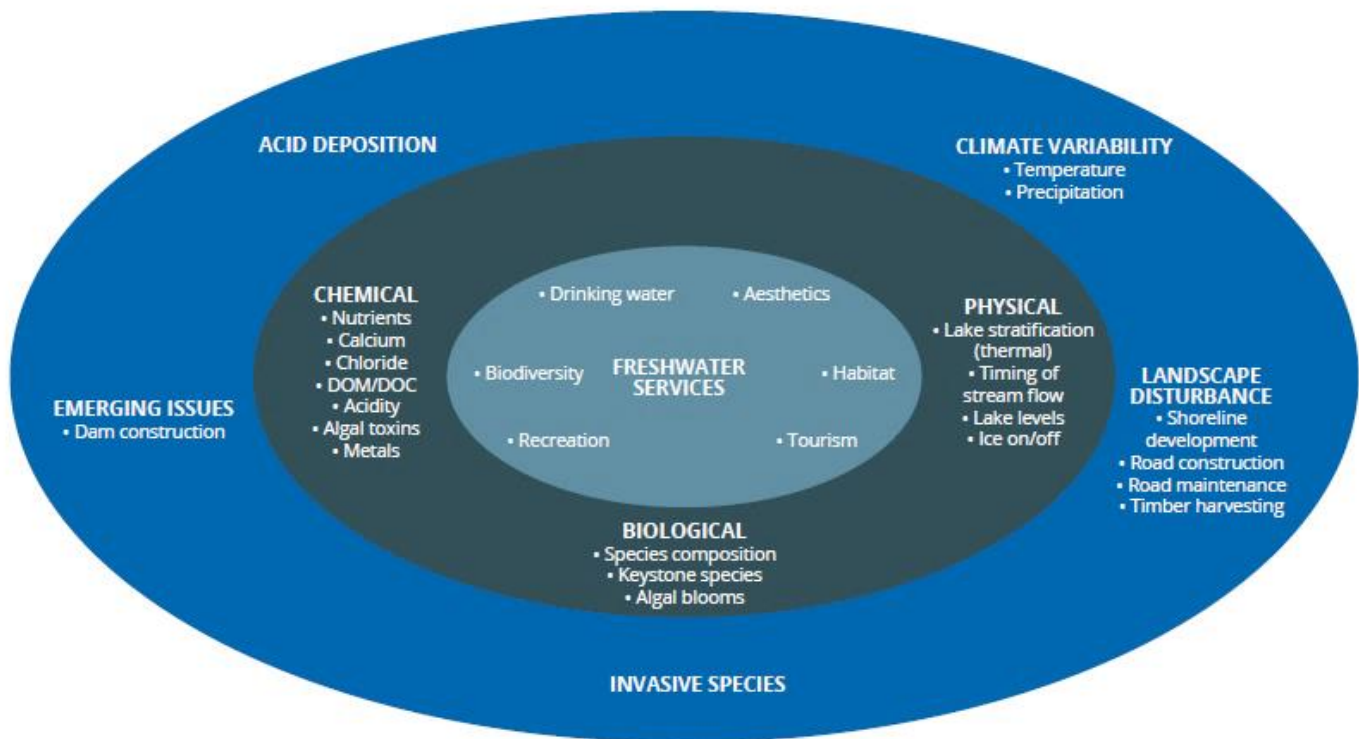 ACID DEPOSITION
CLIMATE VARIABILITY
▪ Temperature
▪ Precipitation
CHEMICAL
▪ Nutrients
▪ Calcium
▪ Chloride
▪ DOM/DOC
▪ Acidity
▪ Algal toxins
▪ Metals
▪ Drinking water
▪ Aesthetics
▪ Biodiversity
FRESHWATER
SERVICES
▪ Habitat
▪ Recreation
▪ Tourism
PHYSICAL
▪ Lake stratification
(thermal)
▪ Timing of
stream flow
▪ Lake levels
▪ Ice on/off
EMERGING ISSUES
▪ Dam construction
LANDSCAPE
DISTURBANCE
▪ Shoreline
development
▪ Road construction
▪ Road maintenance
▪ Timber harvesting
BIOLOGICAL
▪ Species composition
▪ Keystone species
▪ Algal blooms
INVASIVE SPECIES